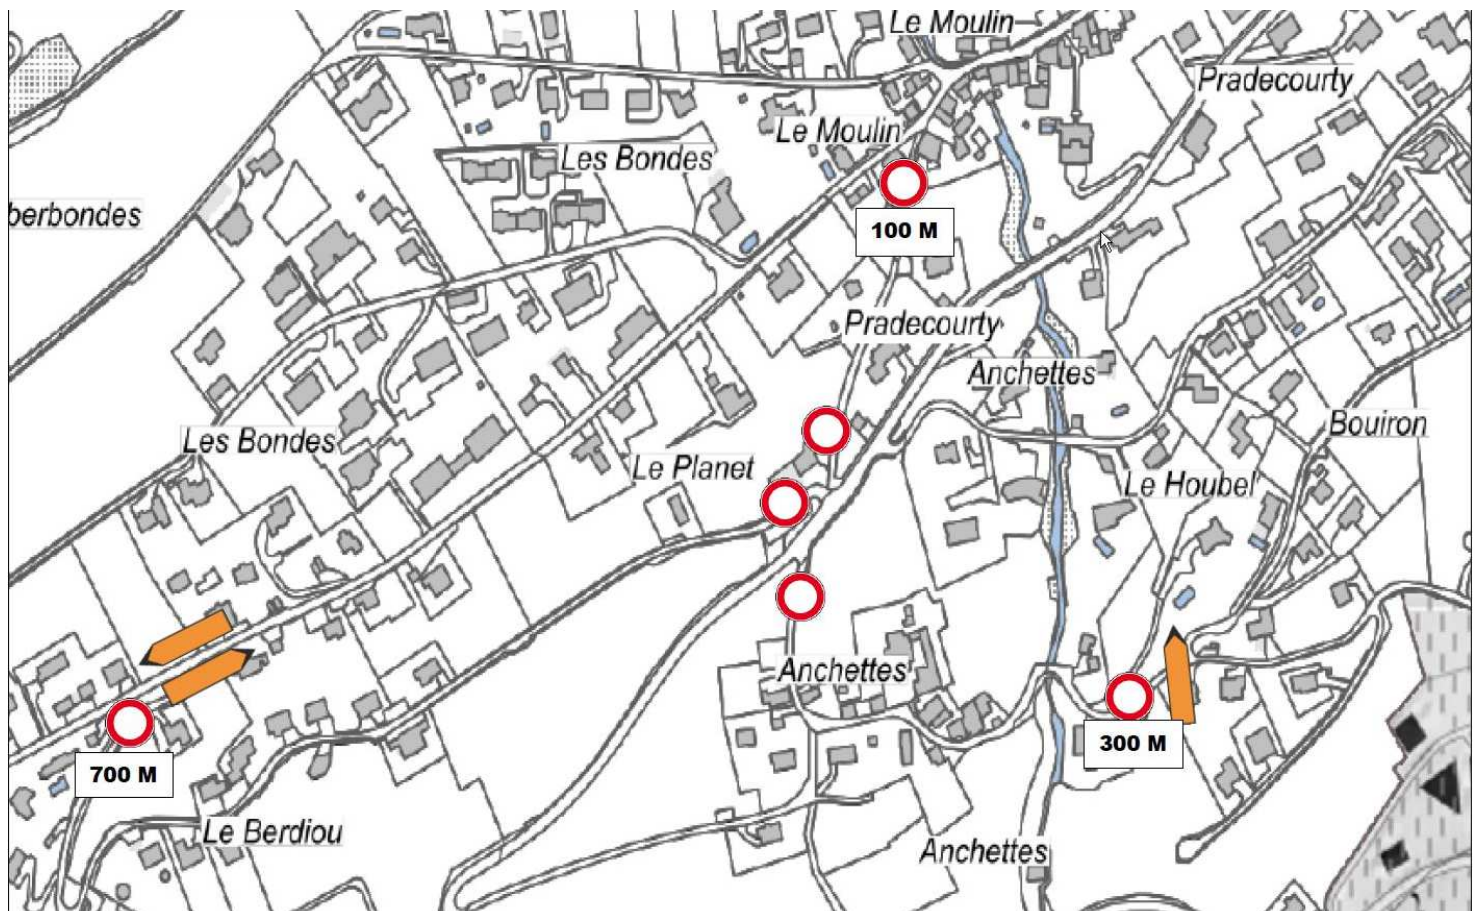 Le Moulin
Pradecourty
Le Moulin
Les Bondes
berbondes
100 M
Pradecourty
Anchettes
Bouiron
Les Bondes
Le Planet
Le Houbel
Anchettes
300 M
700 M
Le Berdiou
Anchettes